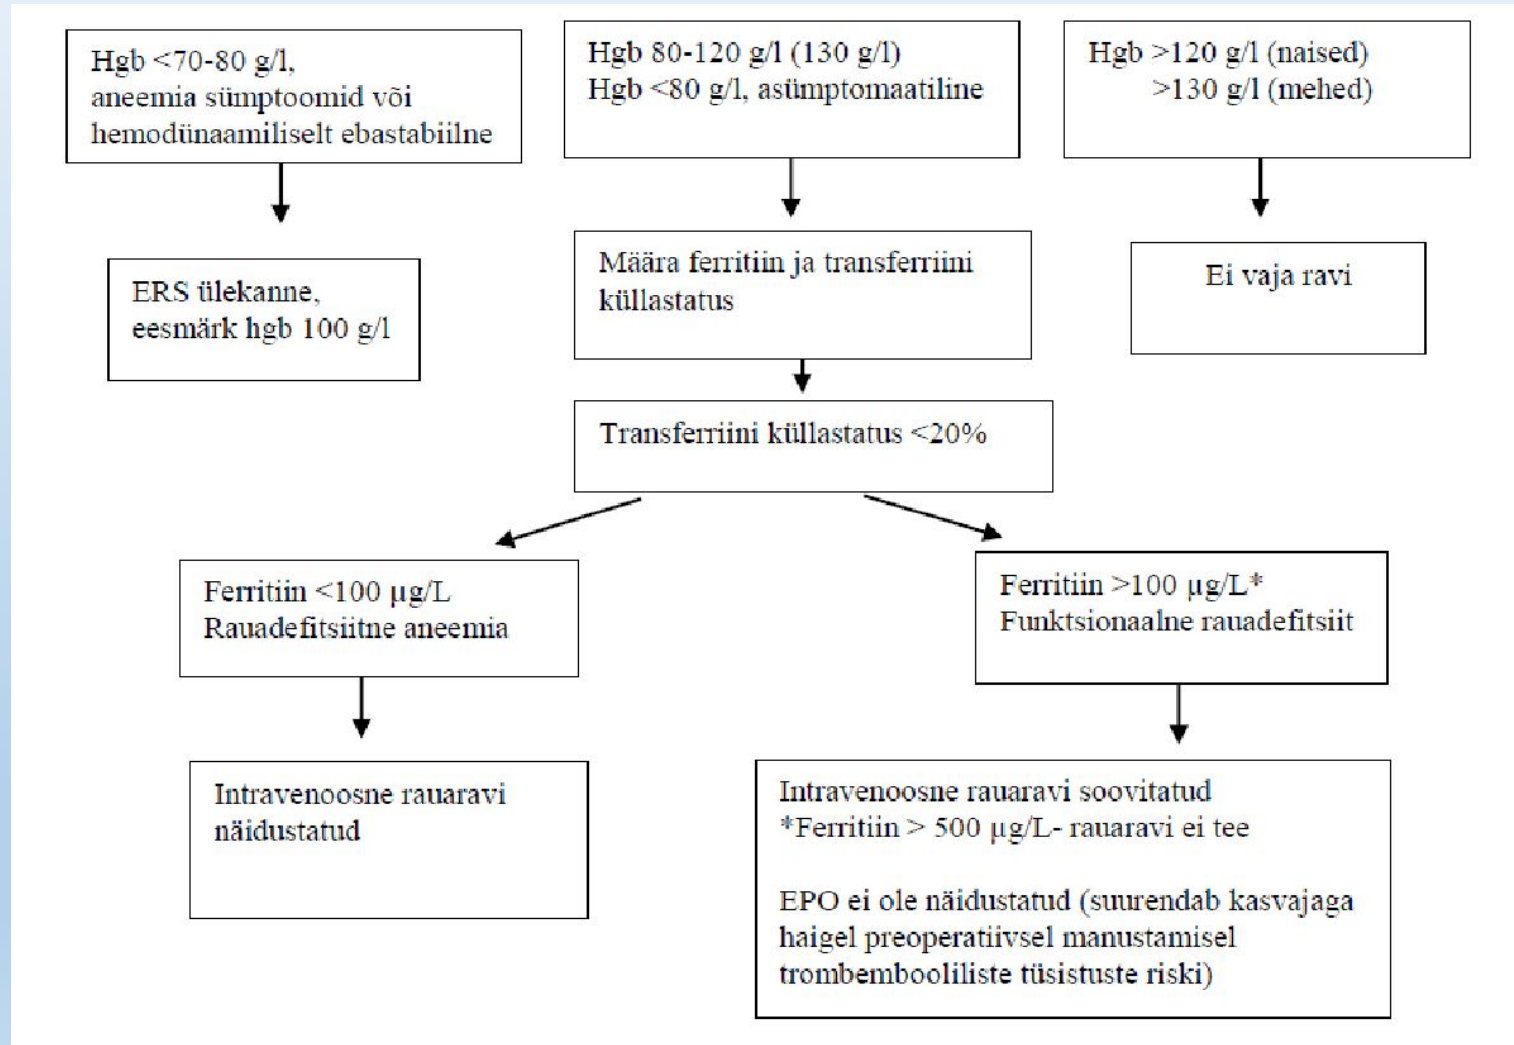 Hgb <70-80 g/l,
aneemia sümptoomid või
hemodünaamiliselt ebastabiilne
Hgb 80-120 g/l (130 g/l)
Hgb <80 g/l, asümptomaatiline
Hgb >120 g/l (naised)
>130 g/l (mehed)
ERS ülekanne,
eesmärk hgb 100 g/l
Määra ferritiin ja transferriini
küllastatus
Ei vaja ravi
Transferriini küllastatus <20%
Ferritiin <100 µg/L
Rauadefitsiitne aneemia
Ferritiin >100 µg/L*
Funktsionaalne rauadefitsiit
Intravenoosne rauaravi
näidustatud
Intravenoosne rauaravi soovitatud
*Ferritiin > 500 µg/L- rauaravi ei tee
EPO ei ole näidustatud (suurendab kasvajaga
haigel preoperatiivsel manustamisel
trombembooliliste tüsistuste riski)